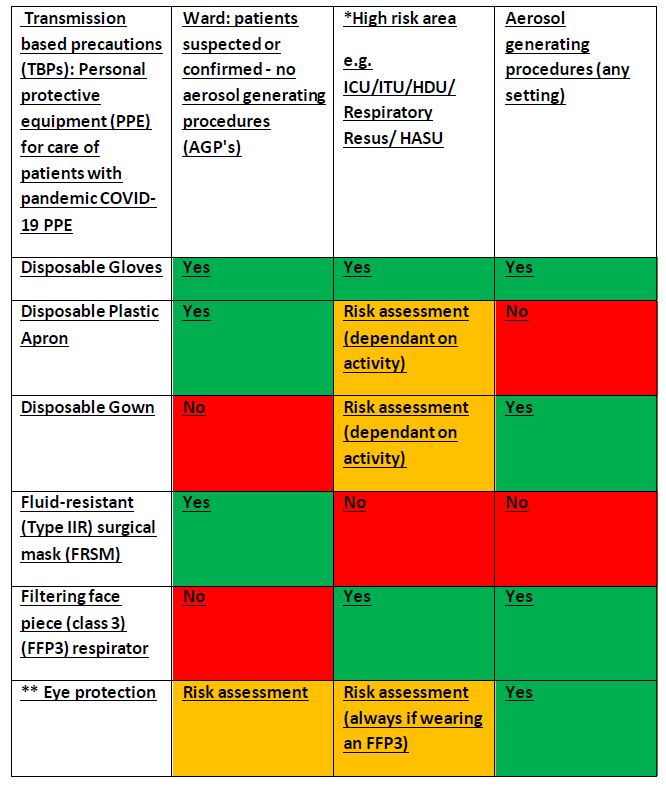 Transmission
based precautions
(TBPs): Personal
protective
equipment (PPE)
for care of
patients with
pandemic COVID-
19 PPE
Ward: patients
suspected or
confirmed - no
aerosol generating
procedures
(AGP's)
*High risk area
e.g.
ICU/ITU/HDU/
Respiratory
Resus/ HASU
Aerosol
generating
procedures (any
setting)
Disposable Gloves
Yes
Yes
Yes
Disposable Plastic
Apron
Yes
Risk assessment
(dependant on
activity)
No
Disposable Gown
No
Risk assessment
(dependant on
activity)
Yes
Fluid-resistant
(Type IIR) surgical
mask (FRSM)
Yes
No
No
Filtering face
piece (class 3)
(FFP3) respirator
No
Yes
Yes
** Eye protection
Risk assessment
Risk assessment
(always if wearing
an FFP3)
Yes